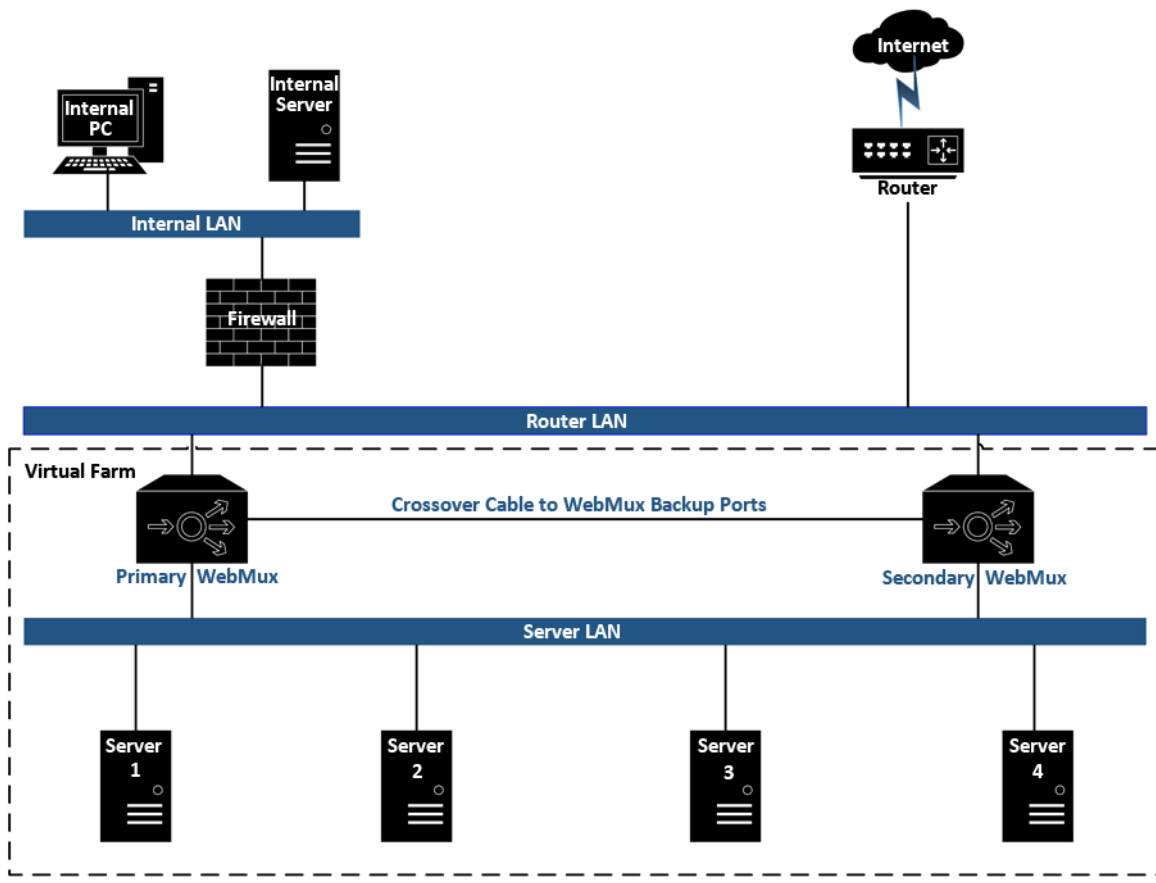 Internet
Internal
PC
Internal
Server
Router
Internal LAN
Firewall
Router LAN
Virtual Farm
Crossover Cable to WebMux Backup Ports
Primary WebMux
Secondary WebMux
Server LAN
Server
1
Server
2
Server
3
Server
4